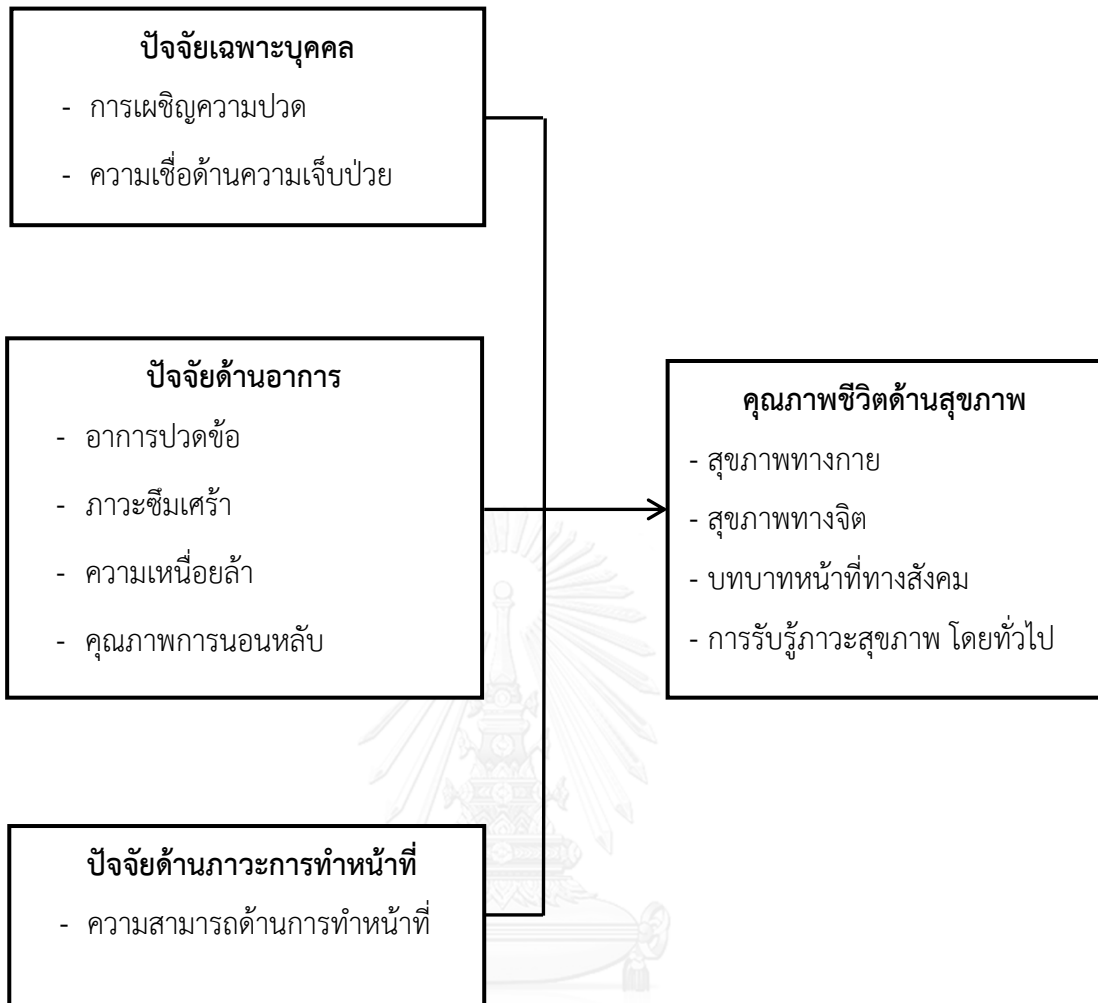 ปัจจัยเฉพาะบุคคล
- การเผชิญความปวด
- ความเชื่อด้านความเจ็บป่วย
ปัจจัยด้านอาการ
- อาการปวดข้อ
- ภาวะซึมเศร้า
- ความเหนื่อยล้า
- คุณภาพการนอนหลับ
คุณภาพชีวิตด้านสุขภาพ
- สุขภาพทางกาย
- สุขภาพทางจิต
- บทบาทหน้าที่ทางสังคม
- การรับรู้ภาวะสุขภาพ โดยทั่วไป
ปัจจัยด้านภาวะการทำหน้าที่
- ความสามารถด้านการทำหน้าที่